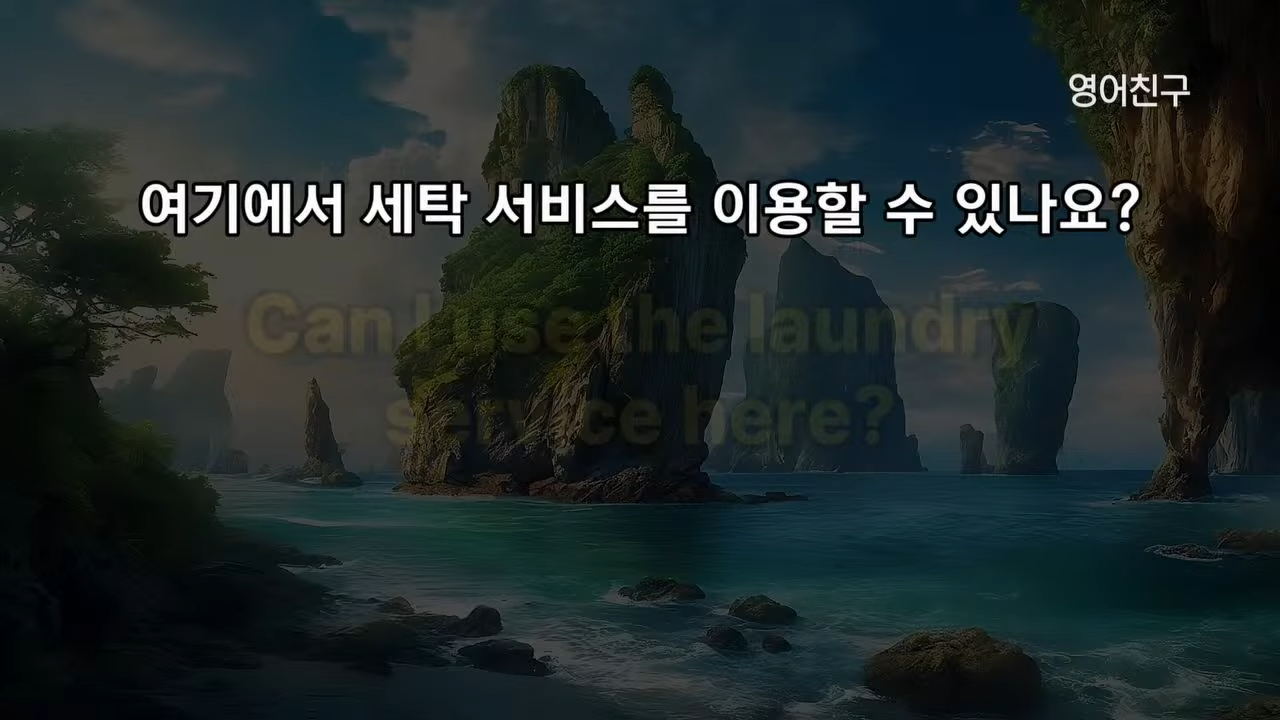 영어친구
여기에서 세탁 서비스를 이용할 수 있나요?
Can I use the laundry
service here?